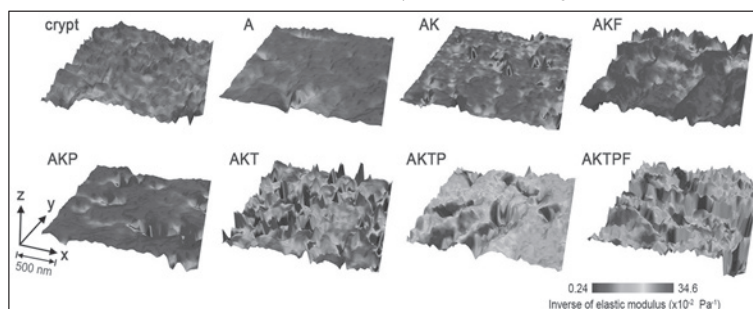 crypt A AK AKF
AKP AKT AKTP AKTPF
z
y
x
500 nm
0.24 34.6
Inverse of elastic modulus (x10⁻² Pa⁻¹)